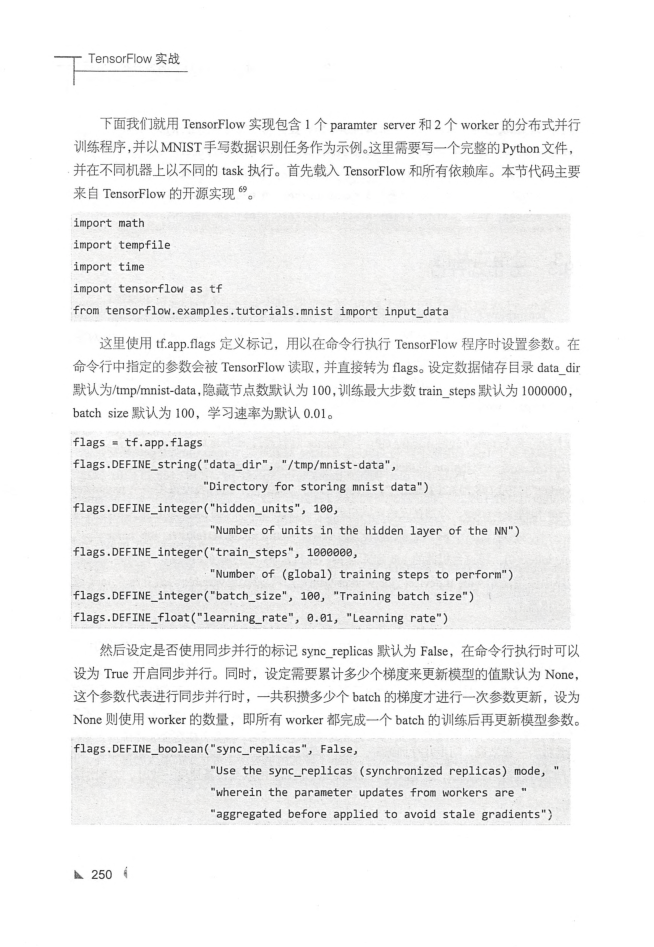 TensorFlow 实战
下面我们就用 TensorFlow 实现包含 1 个 paramter server 和 2 个 worker 的分布式并行
训练程序,并以 MNIST 手写数据识别任务作为示例。这里需要写一个完整的 Python 文件，
并在不同机器上以不同的 task 执行。首先载入 TensorFlow 和所有依赖库。本节代码主要
来自 TensorFlow 的开源实现 69。
import math
import tempfile
import time
import tensorflow as tf
from tensorflow.examples.tutorials.mnist import input_data
这里使用 tf.app.flags 定义标记，用以在命令行执行 TensorFlow 程序时设置参数。在
命令行中指定的参数会被 TensorFlow 读取，并直接转为 flags。设定数据储存目录 data_dir
默认为/tmp/mnist-data,隐藏节点数默认为 100,训练最大步数 train_steps 默认为 1000000，
batch size 默认为 100，学习速率为默认 0.01。
flags = tf.app.flags
flags.DEFINE_string("data_dir", "/tmp/mnist-data",
"Directory for storing mnist data")
flags.DEFINE_integer("hidden_units", 100,
"Number of units in the hidden layer of the NN")
flags.DEFINE_integer("train_steps", 1000000,
"Number of (global) training steps to perform")
flags.DEFINE_integer("batch_size", 100, "Training batch size")
flags.DEFINE_float("learning_rate", 0.01, "Learning rate")
然后设定是否使用同步并行的标记 sync_replicas 默认为 False，在命令行执行时可以
设为 True 开启同步并行。同时，设定需要累计多少个梯度来更新模型的值默认为 None，
这个参数代表进行同步并行时，一共积攒多少个 batch 的梯度才进行一次参数更新，设为
None 则使用 worker 的数量，即所有 worker 都完成一个 batch 的训练后再更新模型参数。
flags.DEFINE_boolean("sync_replicas", False,
"Use the sync_replicas (synchronized replicas) mode, "
"wherein the parameter updates from workers are "
"aggregated before applied to avoid stale gradients")
250